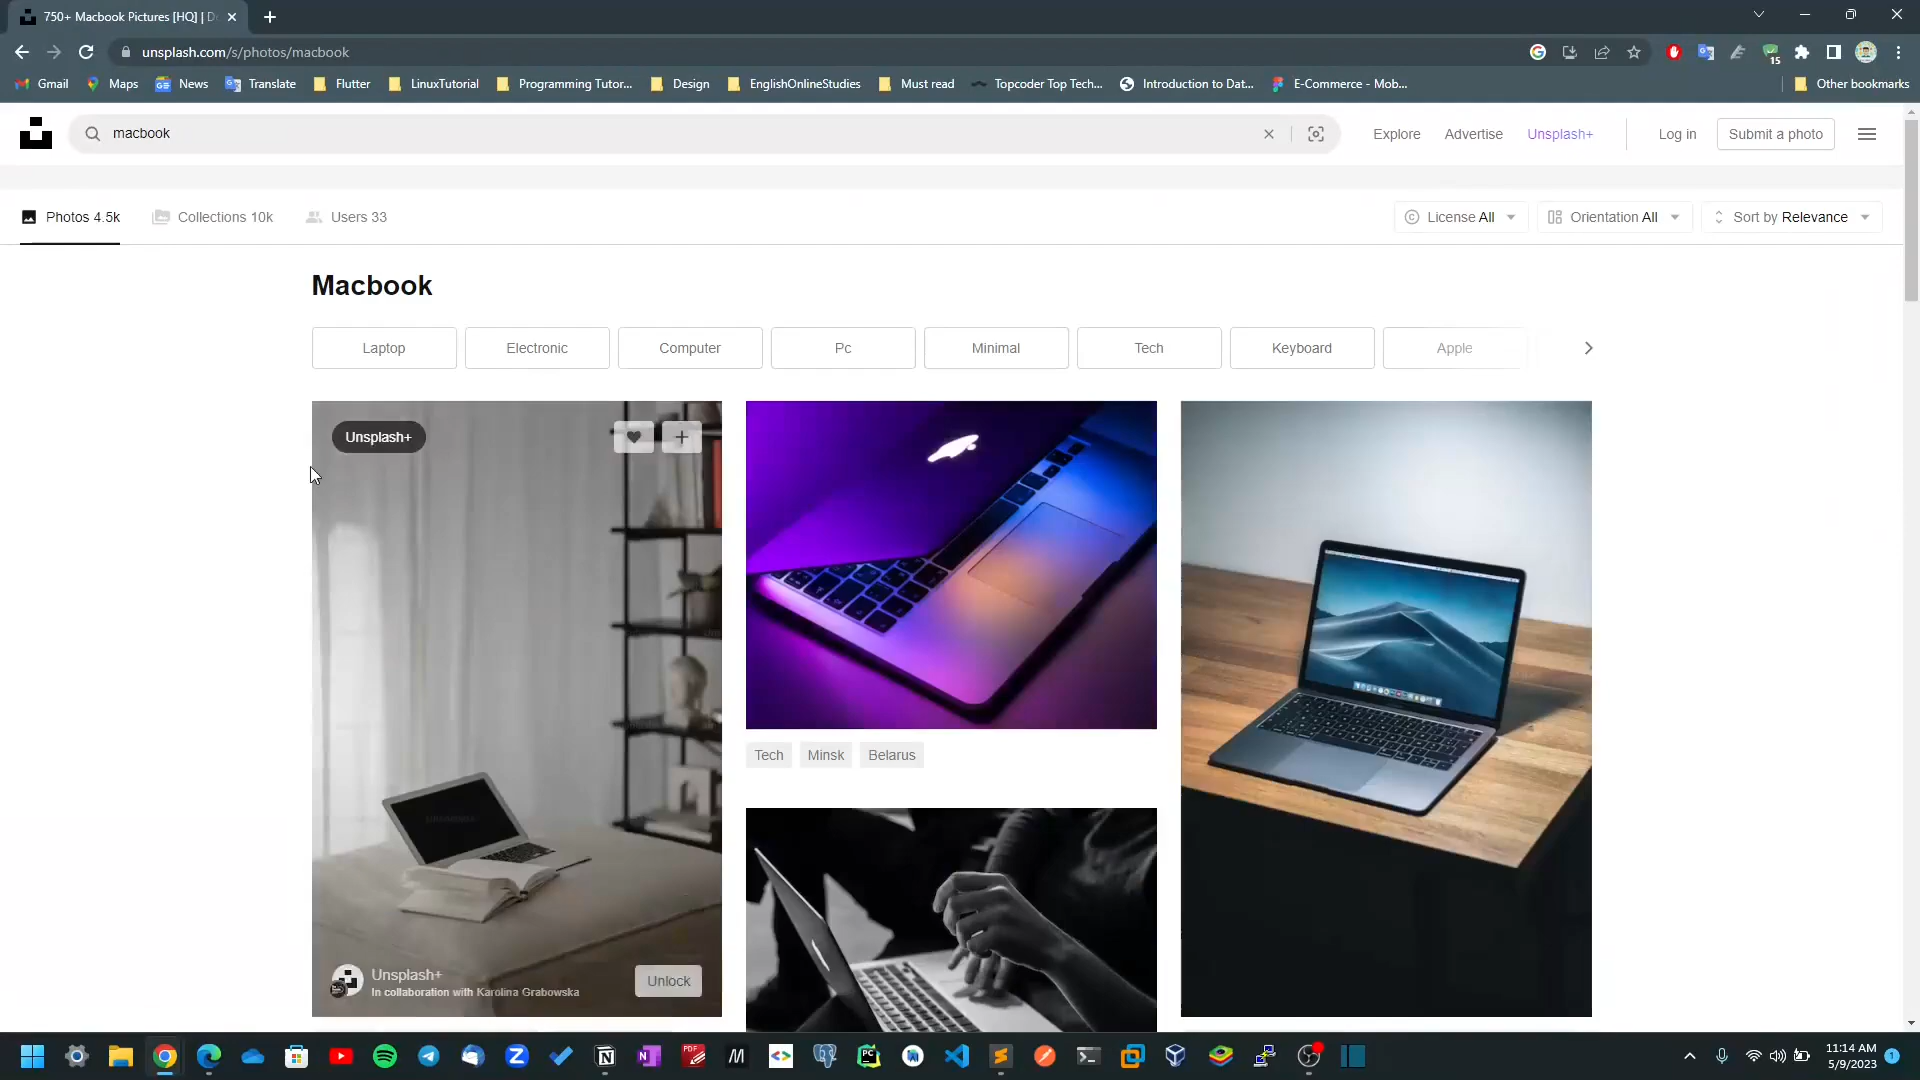 750+ Macbook Pictures [HQ] | D
unsplash.com/s/photos/macbook
15
Gmail
Maps
News
Translate
Flutter
LinuxTutorial
Programming Tutor...
Design
EnglishOnlineStudies
Must read
Topcoder Top Tech...
Introduction to Dat...
E-Commerce - Mob...
Other bookmarks
macbook
Explore
Advertise
Unsplash+
Log in
Submit a photo
Photos 4.5k
Collections 10k
Users 33
License All
Orientation All
Sort by Relevance
Macbook
Laptop
Electronic
Computer
Pc
Minimal
Tech
Keyboard
Apple
Unsplash+
Tech
Minsk
Belarus
Unsplash+
In collaboration with Karolina Grabowska
Unlock
11:14 AM
5/9/2023
1